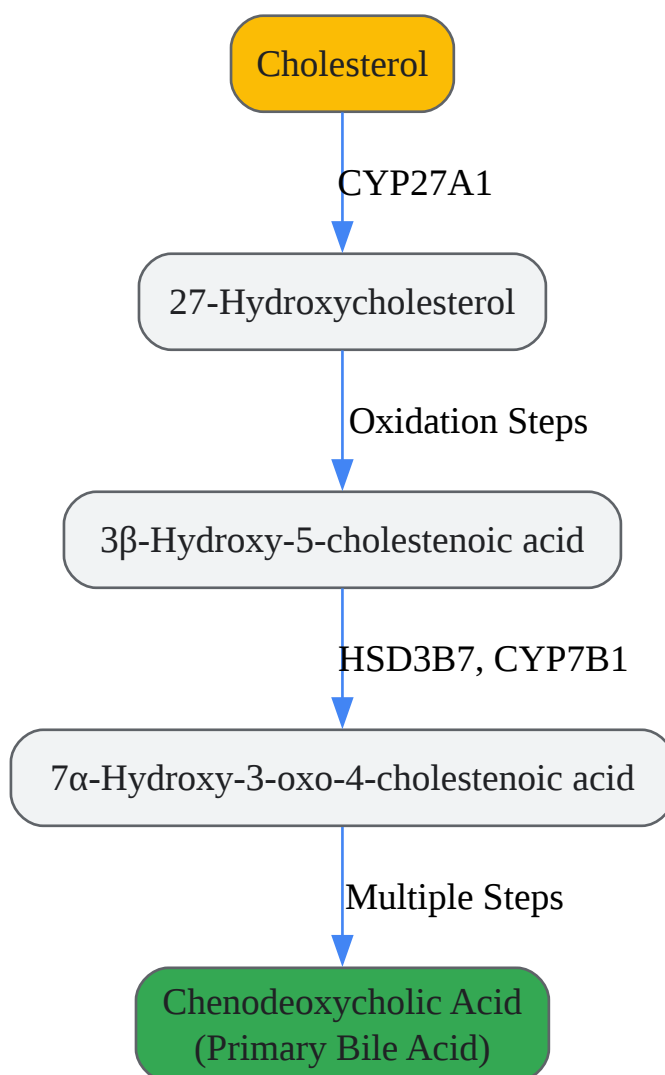 Cholesterol
CYP27A1
27-Hydroxycholesterol
Oxidation Steps
3β-Hydroxy-5-cholestenoic acid
HSD3B7, CYP7B1
7α-Hydroxy-3-oxo-4-cholestenoic acid
Multiple Steps
Chenodeoxycholic Acid
(Primary Bile Acid)